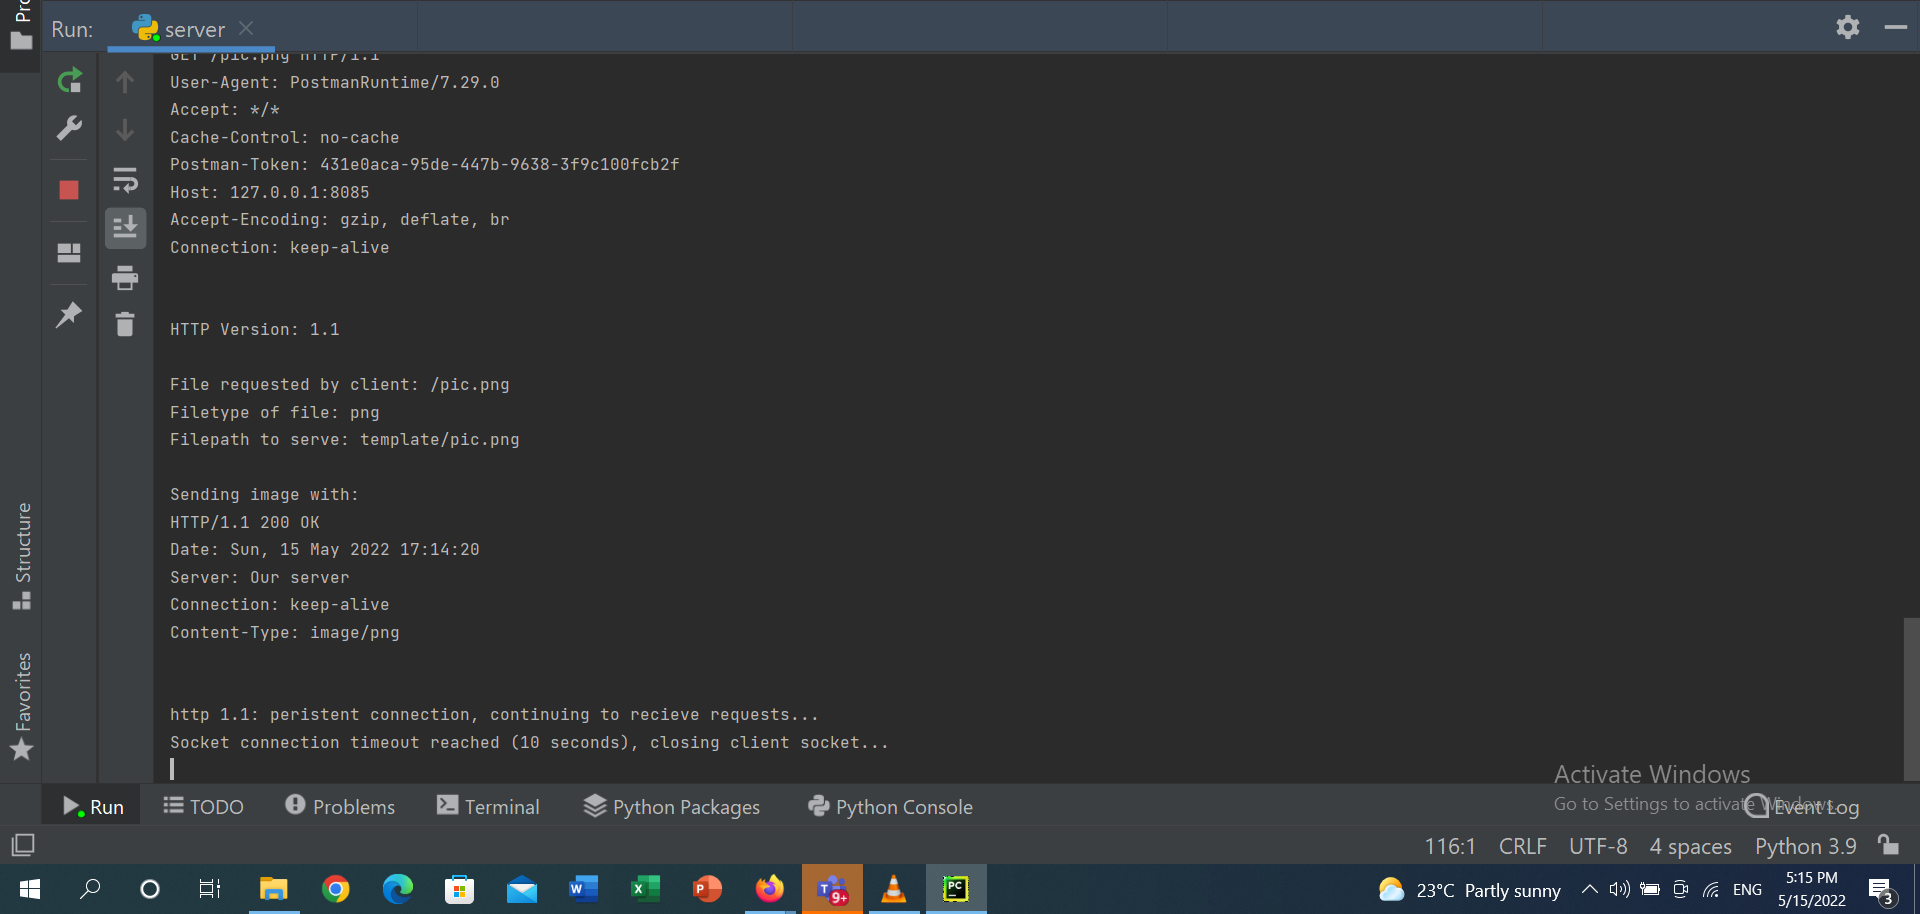 Run: server
GET /pic.png HTTP/1.1
User-Agent: PostmanRuntime/7.29.0
Accept: */*
Cache-Control: no-cache
Postman-Token: 431e0aca-95de-447b-9638-3f9c100fcb2f
Host: 127.0.0.1:8085
Accept-Encoding: gzip, deflate, br
Connection: keep-alive
HTTP Version: 1.1
File requested by client: /pic.png
Filetype of file: png
Filepath to serve: template/pic.png
Sending image with:
HTTP/1.1 200 OK
Date: Sun, 15 May 2022 17:14:20
Server: Our server
Connection: keep-alive
Content-Type: image/png
http 1.1: peristent connection, continuing to recieve requests...
Socket connection timeout reached (10 seconds), closing client socket...
Structure
Favorites
Activate Windows
Go to Settings to activate Windows.
Run TODO Problems Terminal Python Packages Python Console Event Log
116:1 CRLF UTF-8 4 spaces Python 3.9
23°C Partly sunny ENG
5:15 PM
5/15/2022
3
9+
PC